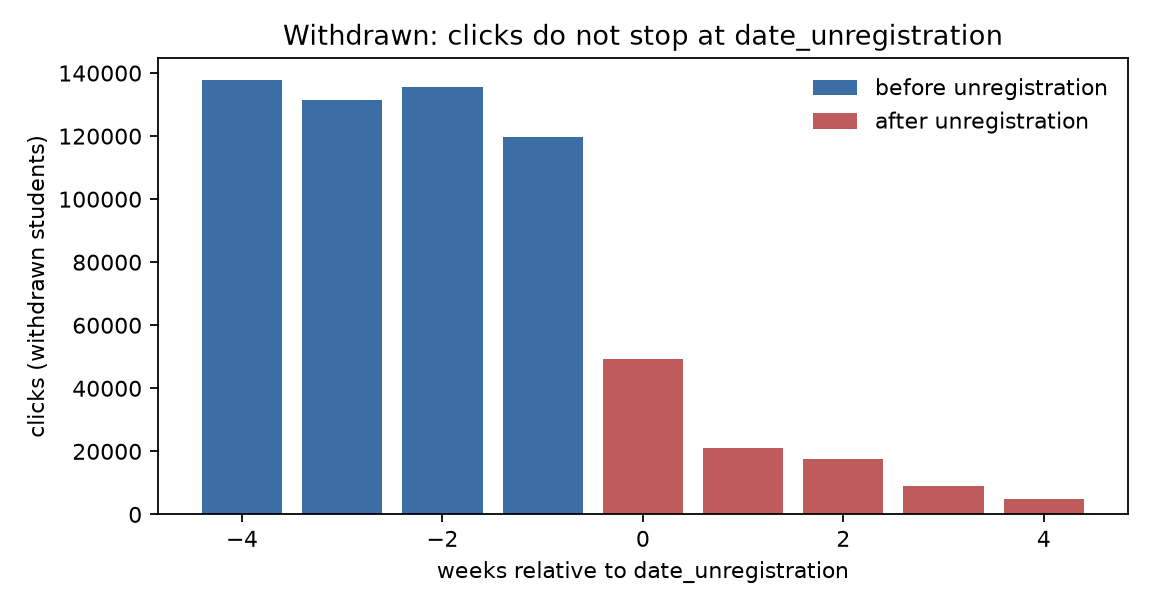 Withdrawn: clicks do not stop at date_unregistration
before unregistration
after unregistration
clicks (withdrawn students)
140000
120000
100000
80000
60000
40000
20000
0
−4
−2
0
2
4
weeks relative to date_unregistration